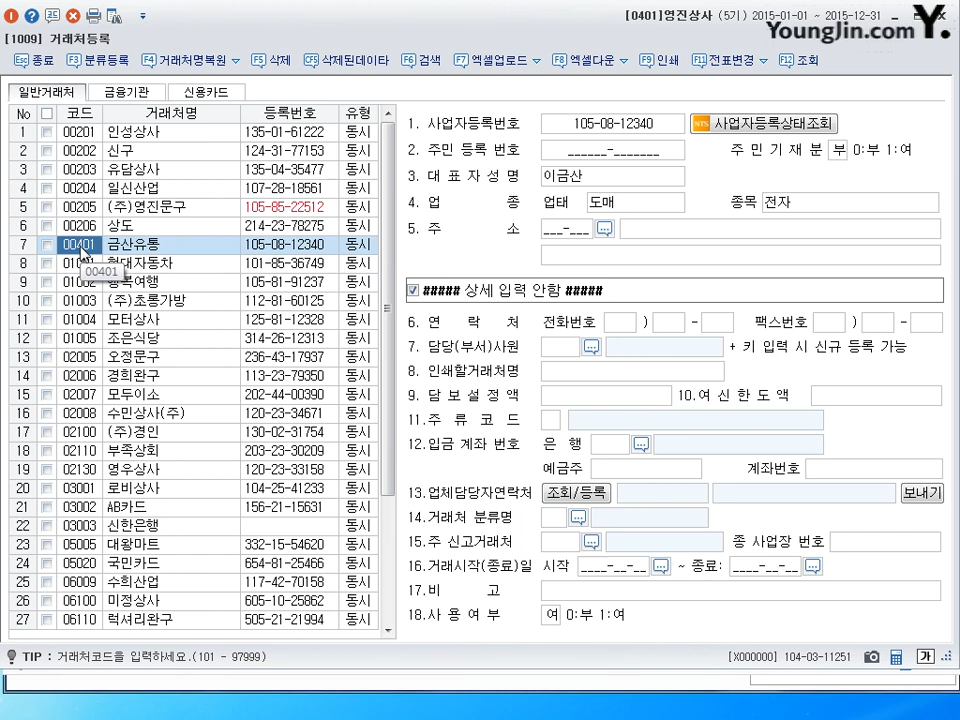 [0401]영진상사 (5기) 2015-01-01 ~ 2015-12-31
YoungJin.com Y.
[1009] 거래처등록
Esc 종료 F3 분류등록 F4 거래처명복원 F5 삭제 CF5 삭제된데이타 F6 검색 F7 엑셀업로드 F8 엑셀다운 F9 인쇄 F11 전표변경 F12 조회
일반거래처 금융기관 신용카드
No 코드 거래처명 등록번호 유형
1 00201 인성상사 135-01-61222 동시
2 00202 신구 124-31-77153 동시
3 00203 유담상사 135-04-35477 동시
4 00204 일신산업 107-28-18561 동시
5 00205 (주)영진문구 105-85-22512 동시
6 00206 상도 214-23-78275 동시
7 00401 금산유통 105-08-12340 동시
8 현대자동차 101-85-36749 동시
00401
9 01002 여행 105-81-91237 동시
10 01003 (주)초롱가방 112-81-60125 동시
11 01004 모터상사 125-81-12328 동시
12 01005 조은식당 314-26-12313 동시
13 02005 오정문구 236-43-17937 동시
14 02006 경희완구 113-23-79350 동시
15 02007 모두이소 202-44-00390 동시
16 02008 수민상사(주) 120-23-34671 동시
17 02100 (주)경인 130-02-31754 동시
18 02110 부족상회 203-23-30209 동시
19 02130 영우상사 120-23-33158 동시
20 03001 로비상사 104-25-41233 동시
21 03002 AB카드 156-21-15631 동시
22 03003 신한은행 동시
23 05005 대왕마트 332-15-54620 동시
24 05020 국민카드 654-81-25466 동시
25 06009 수희산업 117-42-70158 동시
26 06100 미정상사 605-10-25862 동시
27 06110 럭셔리완구 505-21-21994 동시
1. 사업자등록번호 105-08-12340 NTS 사업자등록상태조회
2. 주민 등록 번호 ______-_______ 주 민 기 재 분 부 0:부 1:여
3. 대 표 자 성 명 이금산
4. 업 종 업태 도매 종목 전자
5. 주 소 ___-___
##### 상세 입력 안함 #####
6. 연 락 처 전화번호 ) - 팩스번호 ) -
7. 담당(부서)사원 + 키 입력 시 신규 등록 가능
8. 인쇄할거래처명
9. 담 보 설 정 액 10.여 신 한 도 액
11.주 류 코 드
12.입금 계좌 번호 은 행
예금주 계좌번호
13.업체담당자연락처 조회/등록 보내기
14.거래처 분류명
15.주 신고거래처 종 사업장 번호
16.거래시작(종료)일 시작 ____-__-__ ~ 종료: ____-__-__
17.비 고
18.사 용 여 부 여 0:부 1:여
TIP : 거래처코드을 입력하세요.(101 - 97999) [X000000] 104-03-11251 가